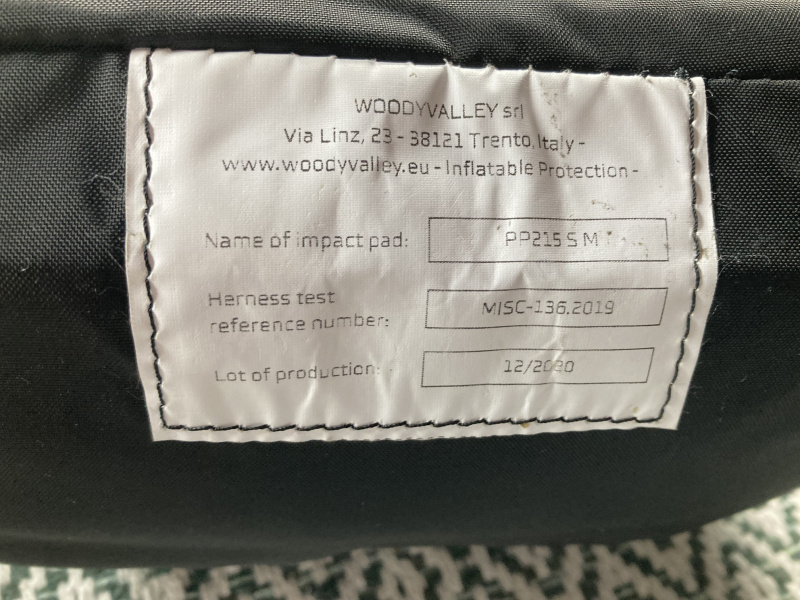 WOODYVALLEY srl
Via Linz, 23 - 38121 Trento, Italy -
www.woodyvalley.eu - Inflatable Protection -
Name of impact pad: PP215 S M
Harness test
reference number: MISC-136.2019
Lot of production: 12/2020